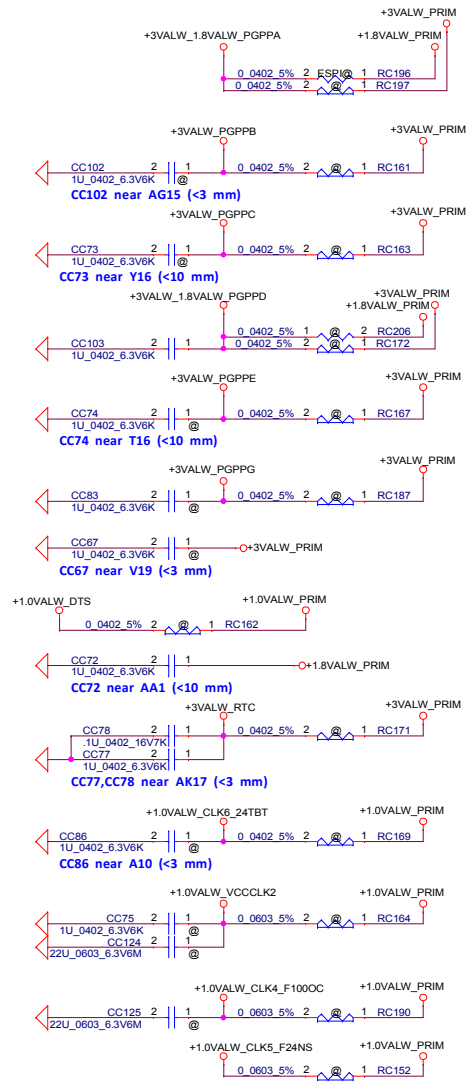 +3VALW_PRIM
+3VALW_1.8VALW_PGPPA
+1.8VALW_PRIM
0_0402_5% 2 ESPI@ 1 RC196
0_0402_5% 2 @ 1 RC197
+3VALW_PGPPB
+3VALW_PRIM
CC102 2 1 0_0402_5% 2 @ 1 RC161
1U_0402_6.3V6K @
CC102 near AG15 (<3 mm)
+3VALW_PGPPC
+3VALW_PRIM
CC73 2 1 0_0402_5% 2 @ 1 RC163
1U_0402_6.3V6K @
CC73 near Y16 (<10 mm)
+3VALW_1.8VALW_PGPPD
+3VALW_PRIM
+1.8VALW_PRIM
0_0402_5% 1 @ 2 RC206
CC103 2 1 0_0402_5% 2 @ 1 RC172
1U_0402_6.3V6K
+3VALW_PGPPE
+3VALW_PRIM
CC74 2 1 0_0402_5% 2 @ 1 RC167
1U_0402_6.3V6K @
CC74 near T16 (<10 mm)
+3VALW_PGPPG
+3VALW_PRIM
CC83 2 1 0_0402_5% 2 @ 1 RC187
1U_0402_6.3V6K @
CC67 2 1 +3VALW_PRIM
1U_0402_6.3V6K @
CC67 near V19 (<3 mm)
+1.0VALW_DTS
+1.0VALW_PRIM
0_0402_5% 2 @ 1 RC162
CC72 2 1 +1.8VALW_PRIM
1U_0402_6.3V6K
CC72 near AA1 (<10 mm)
+3VALW_RTC
+3VALW_PRIM
CC78 2 1 0_0402_5% 2 @ 1 RC171
.1U_0402_16V7K
CC77 2 1
1U_0402_6.3V6K
CC77,CC78 near AK17 (<3 mm)
+1.0VALW_CLK6_24TBT
+1.0VALW_PRIM
CC86 2 1 0_0402_5% 2 @ 1 RC169
1U_0402_6.3V6K @
CC86 near A10 (<3 mm)
+1.0VALW_VCCCLK2
+1.0VALW_PRIM
CC75 2 1 0_0603_5% 2 @ 1 RC164
1U_0402_6.3V6K @
CC124 2 1
22U_0603_6.3V6M @
+1.0VALW_CLK4_F100OC
+1.0VALW_PRIM
CC125 2 1 0_0603_5% 2 @ 1 RC190
22U_0603_6.3V6M @
+1.0VALW_CLK5_F24NS
+1.0VALW_PRIM
0_0603_5% 2 @ 1 RC152